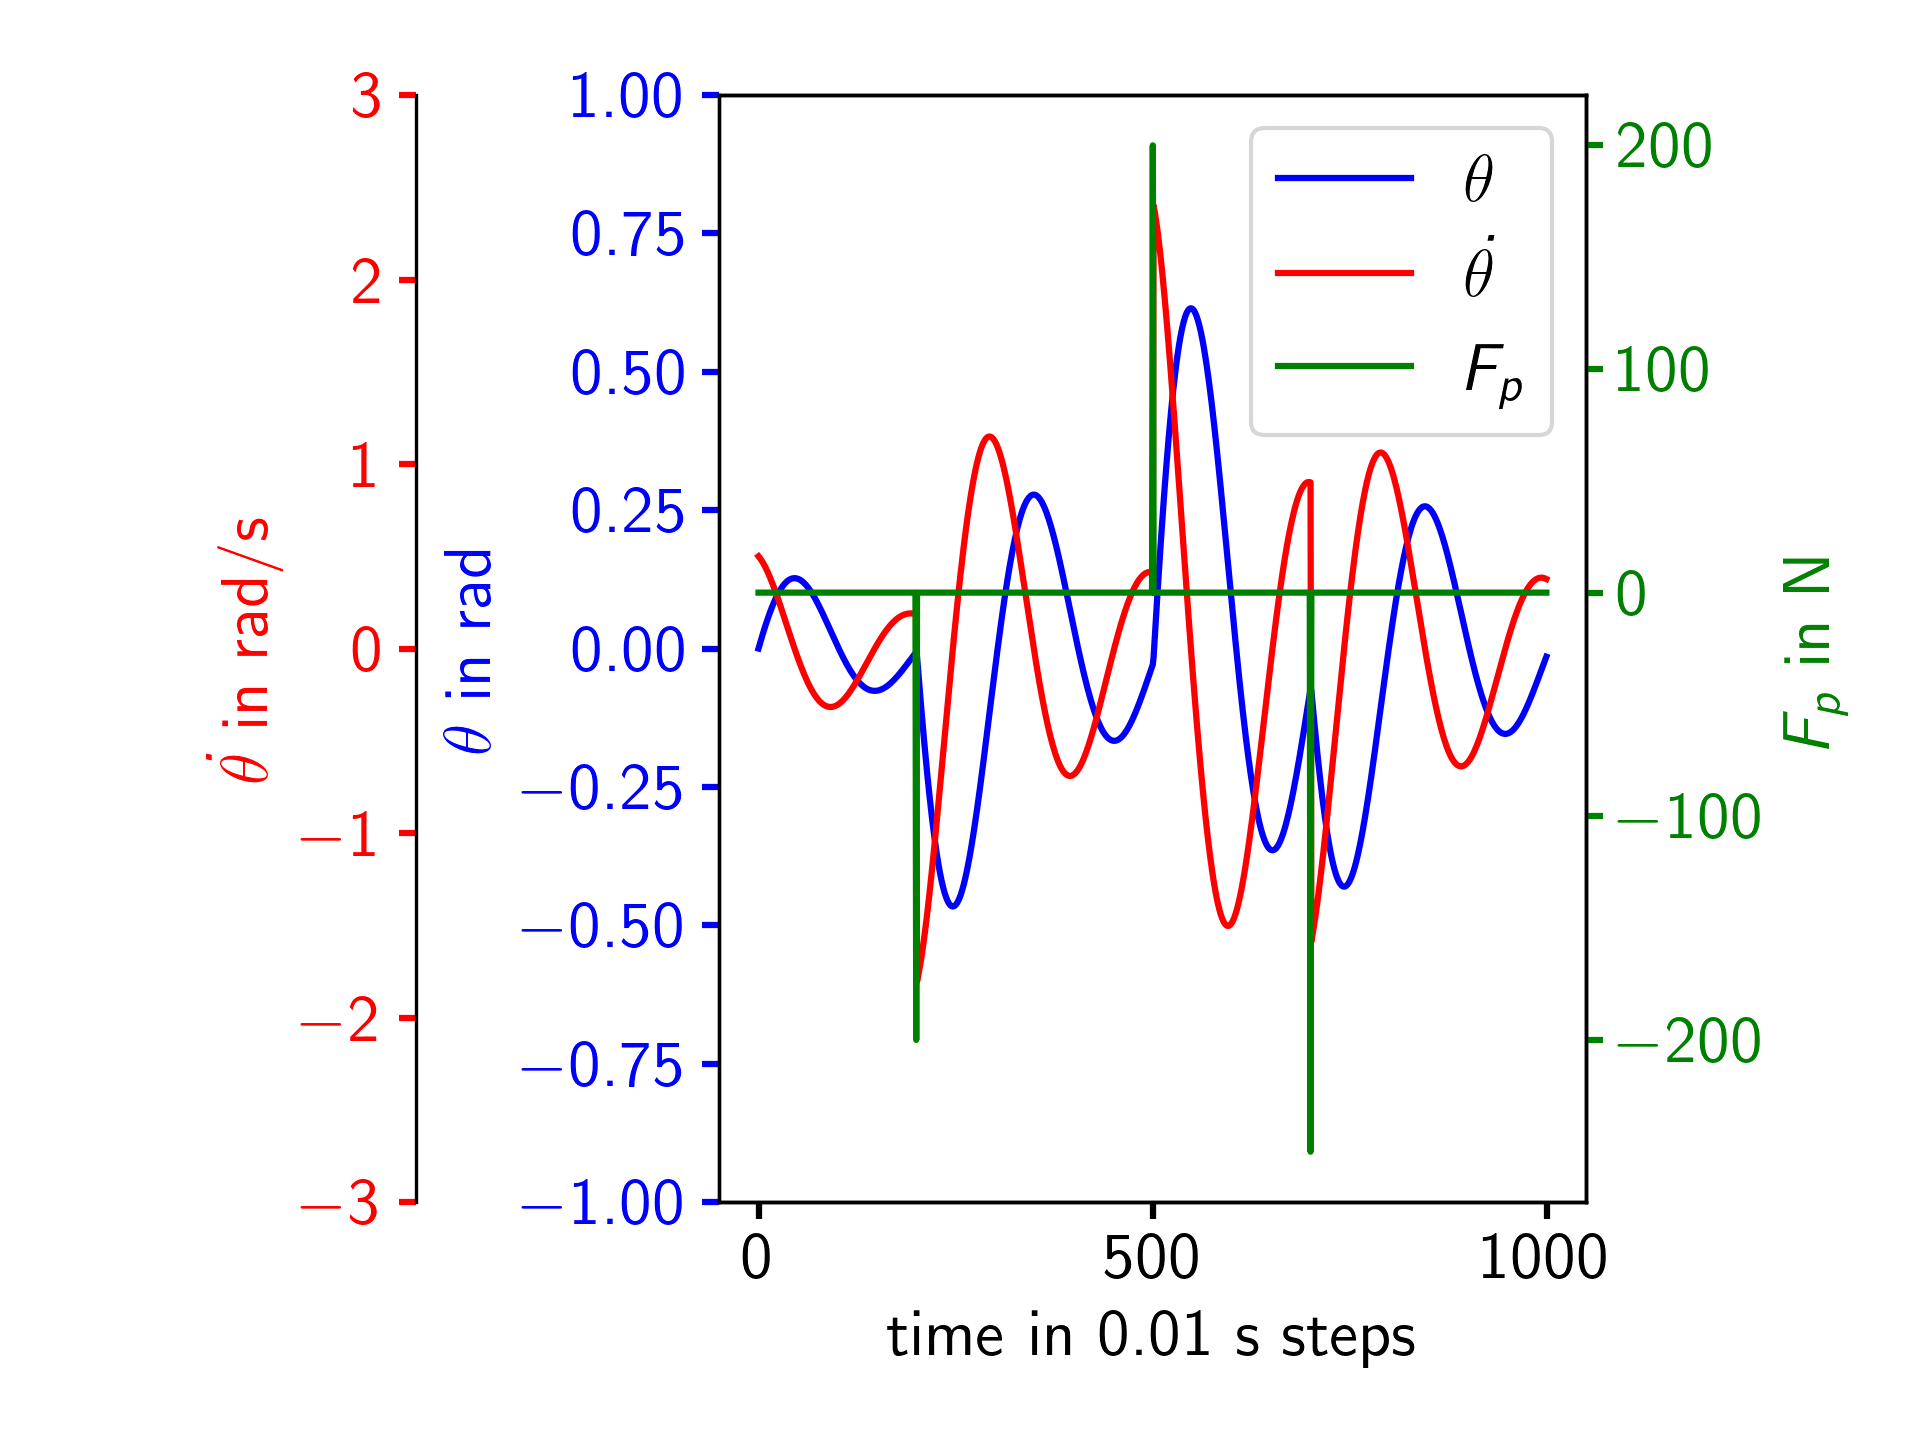 3
2
1
0
−1
−2
−3
θ̇ in rad/s
1.00
0.75
0.50
0.25
0.00
−0.25
−0.50
−0.75
−1.00
θ in rad
θ
θ̇
F_p
200
100
0
−100
−200
F_p in N
0 500 1000
time in 0.01 s steps